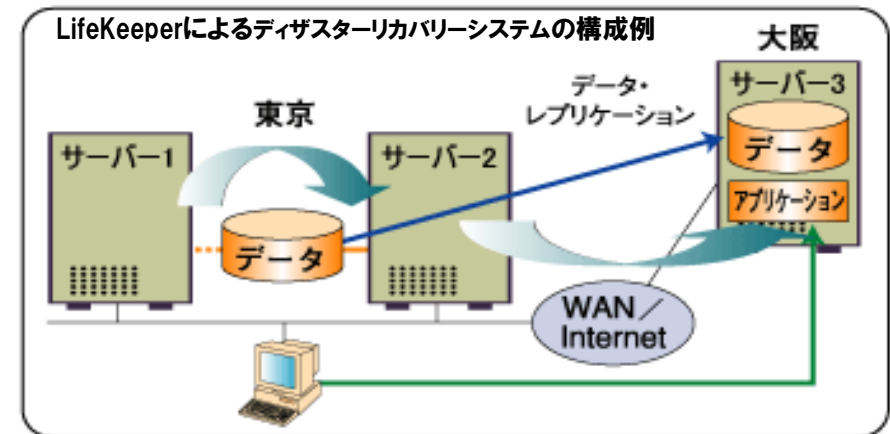 LifeKeeperによるディザスターリカバリーシステムの構成例
大阪
東京
データ・
レプリケーション
サーバー1
サーバー2
サーバー3
データ
アプリケーション
データ
WAN／
Internet